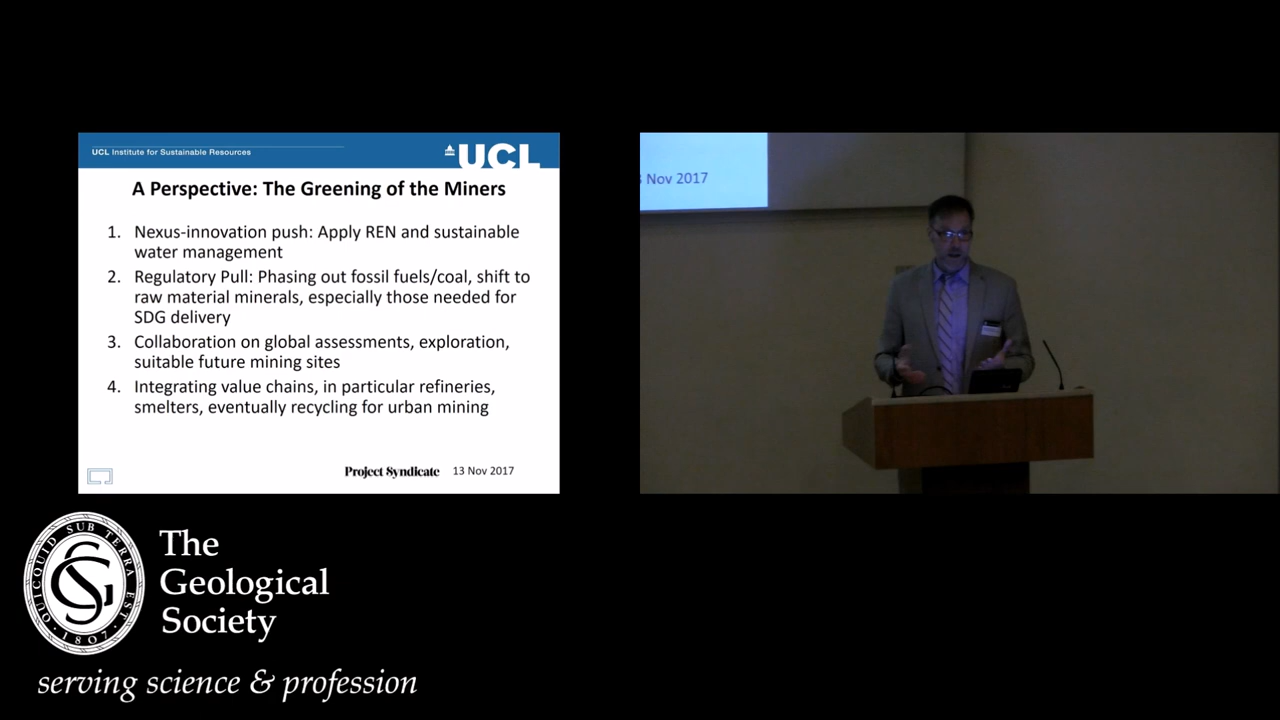 UCL Institute for Sustainable Resources
UCL
A Perspective: The Greening of the Miners
1. Nexus-innovation push: Apply REN and sustainable
water management
2. Regulatory Pull: Phasing out fossil fuels/coal, shift to
raw material minerals, especially those needed for
SDG delivery
3. Collaboration on global assessments, exploration,
suitable future mining sites
4. Integrating value chains, in particular refineries,
smelters, eventually recycling for urban mining
Project Syndicate 13 Nov 2017
Nov 2017
QUICQUID SUB TERRA EST
1807
The
Geological
Society
serving science & profession